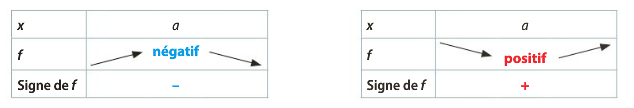 x a
f négatif
Signe de f –
x a
f positif
Signe de f +